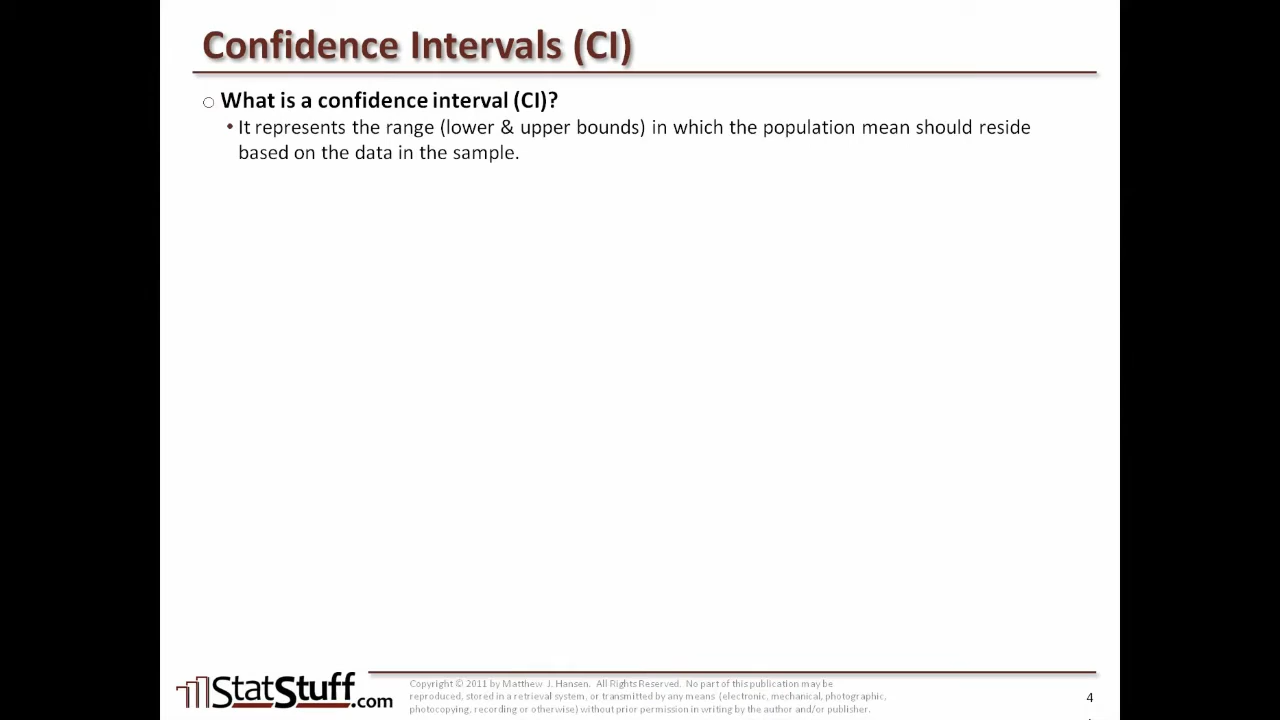 Confidence Intervals (CI)
○ What is a confidence interval (CI)?
• It represents the range (lower & upper bounds) in which the population mean should reside
based on the data in the sample.
StatStuff.com
Copyright © 2011 by Matthew J. Hansen. All Rights Reserved. No part of this publication may be
reproduced, stored in a retrieval system, or transmitted by any means (electronic, mechanical, photographic,
photocopying, recording or otherwise) without prior permission in writing by the author and/or publisher.
4